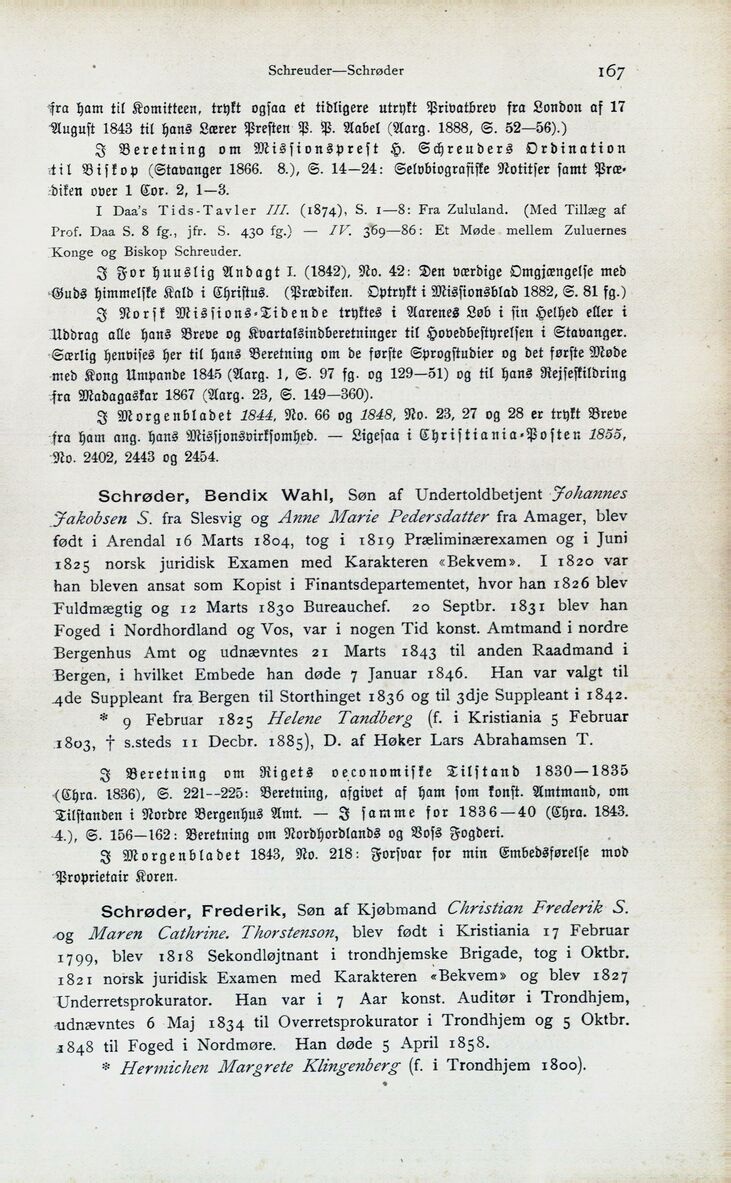 Schreuder—Schrøder 167
fra ham til Komitteen, trykt ogsaa et tidligere utrykt Privatbrev fra London af 17
August 1843 til hans Lærer Presten P. P. Aabel (Aarg. 1888, S. 52—56).)
I Beretning om Missionsprest H. Schreuders Ordination
til Biskop (Stavanger 1866. 8.), S. 14—24: Selvbiografiske Notitser samt Præ-
diken over 1 Cor. 2, 1—3.
I Daa's Tids-Tavler III. (1874), S. 1—8: Fra Zululand. (Med Tillæg af
Prof. Daa S. 8 fg., jfr. S. 430 fg.) — IV. 369—86: Et Møde mellem Zuluernes
Konge og Biskop Schreuder.
I For huuslig Andagt I. (1842), No. 42: Den værdige Omgjængelse med
Guds himmelske Kald i Christus. (Prædiken. Optrykt i Missionsblad 1882, S. 81 fg.)
I Norsk Missions-Tidende tryktes i Aarenes Løb i sin Helhed eller i
Uddrag alle hans Breve og Kvartalsindberetninger til Hovedbestyrelsen i Stavanger.
Særlig henvises her til hans Beretning om de første Sprogstudier og det første Møde
med Kong Umpande 1845 (Aarg. 1, S. 97 fg. og 129—51) og til hans Reiseskildring
fra Madagaskar 1867 (Aarg. 23, S. 149—360).
I Morgenbladet 1844, No. 66 og 1848, No. 23, 27 og 28 er trykt Breve
fra ham ang. hans Missjonsvirksomhed. — Ligesaa i Christiania-Posten 1855,
No. 2402, 2443 og 2454.
Schrøder, Bendix Wahl, Søn af Undertoldbetjent Johannes
Jakobsen S. fra Slesvig og Anne Marie Pedersdatter fra Amager, blev
født i Arendal 16 Marts 1804, tog i 1819 Præliminærexamen og i Juni
1825 norsk juridisk Examen med Karakteren «Bekvem». I 1820 var
han bleven ansat som Kopist i Finantsdepartementet, hvor han 1826 blev
Fuldmægtig og 12 Marts 1830 Bureauchef. 20 Septbr. 1831 blev han
Foged i Nordhordland og Vos, var i nogen Tid konst. Amtmand i nordre
Bergenhus Amt og udnævntes 21 Marts 1843 til anden Raadmand i
Bergen, i hvilket Embede han døde 7 Januar 1846. Han var valgt til
4de Suppleant fra Bergen til Storthinget 1836 og til 3dje Suppleant i 1842.
* 9 Februar 1825 Helene Tandberg (f. i Kristiania 5 Februar
1803, † s.steds 11 Decbr. 1885), D. af Høker Lars Abrahamsen T.
I Beretning om Rigets oeconomiske Tilstand 1830—1835
(Chra. 1836), S. 221--225: Beretning, afgivet af ham som konst. Amtmand, om
Tilstanden i Nordre Bergenhus Amt. — I samme for 1836—40 (Chra. 1843.
4.), S. 156—162: Beretning om Nordhordlands og Voss Fogderi.
I Morgenbladet 1843, No. 218: Forsvar for min Embedsførelse mod
Proprietair Koren.
Schrøder, Frederik, Søn af Kjøbmand Christian Frederik S.
og Maren Cathrine. Thorstenson, blev født i Kristiania 17 Februar
1799, blev 1818 Sekondløjtnant i trondhjemske Brigade, tog i Oktbr.
1821 norsk juridisk Examen med Karakteren «Bekvem» og blev 1827
Underretsprokurator. Han var i 7 Aar konst. Auditør i Trondhjem,
udnævntes 6 Maj 1834 til Overretsprokurator i Trondhjem og 5 Oktbr.
1848 til Foged i Nordmøre. Han døde 5 April 1858.
* Hermichen Margrete Klingenberg (f. i Trondhjem 1800).